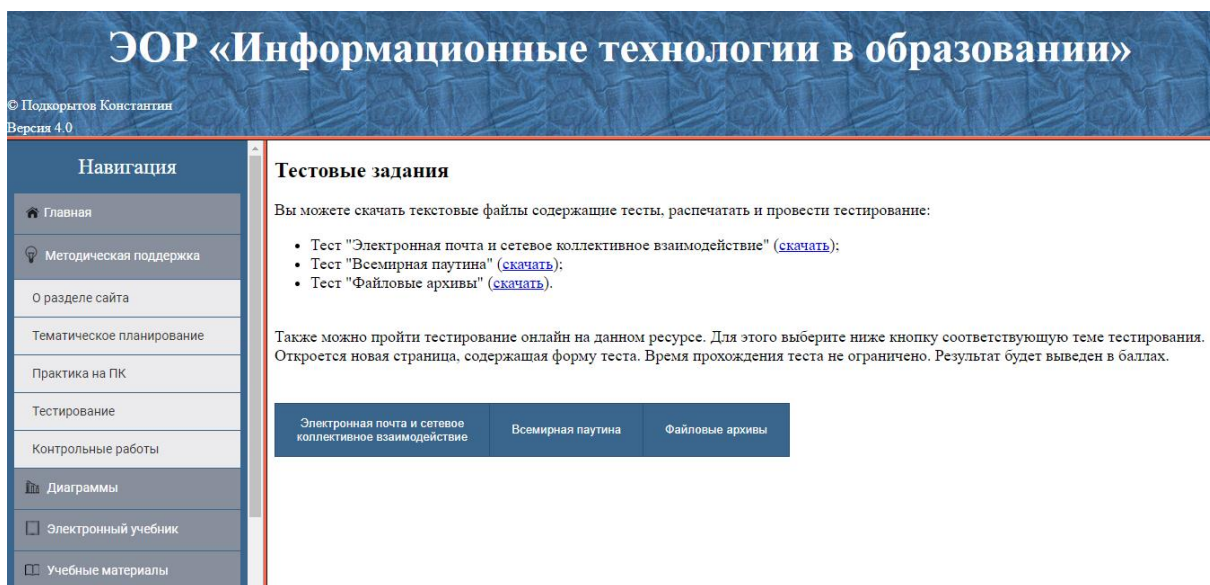 ЭОР «Информационные технологии в образовании»
© Подкорытов Константин
Версия 4.0
Навигация
Главная
Методическая поддержка
О разделе сайта
Тематическое планирование
Практика на ПК
Тестирование
Контрольные работы
Диаграммы
Электронный учебник
Учебные материалы
Тестовые задания
Вы можете скачать текстовые файлы содержащие тесты, распечатать и провести тестирование:
• Тест "Электронная почта и сетевое коллективное взаимодействие" (скачать);
• Тест "Всемирная паутина" (скачать);
• Тест "Файловые архивы" (скачать).
Также можно пройти тестирование онлайн на данном ресурсе. Для этого выберите ниже кнопку соответствующую теме тестирования.
Откроется новая страница, содержащая форму теста. Время прохождения теста не ограничено. Результат будет выведен в баллах.
Электронная почта и сетевое
коллективное взаимодействие
Всемирная паутина
Файловые архивы